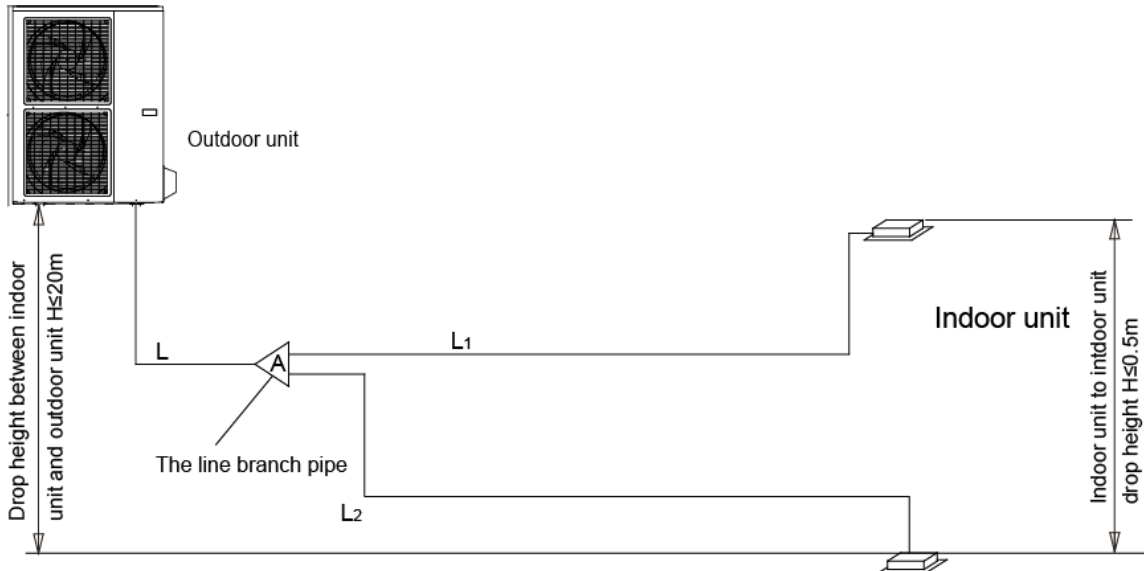 Outdoor unit
Drop height between indoor
unit and outdoor unit H≤20m
L
A
L1
The line branch pipe
L2
Indoor unit
Indoor unit to intdoor unit
drop height H≤0.5m